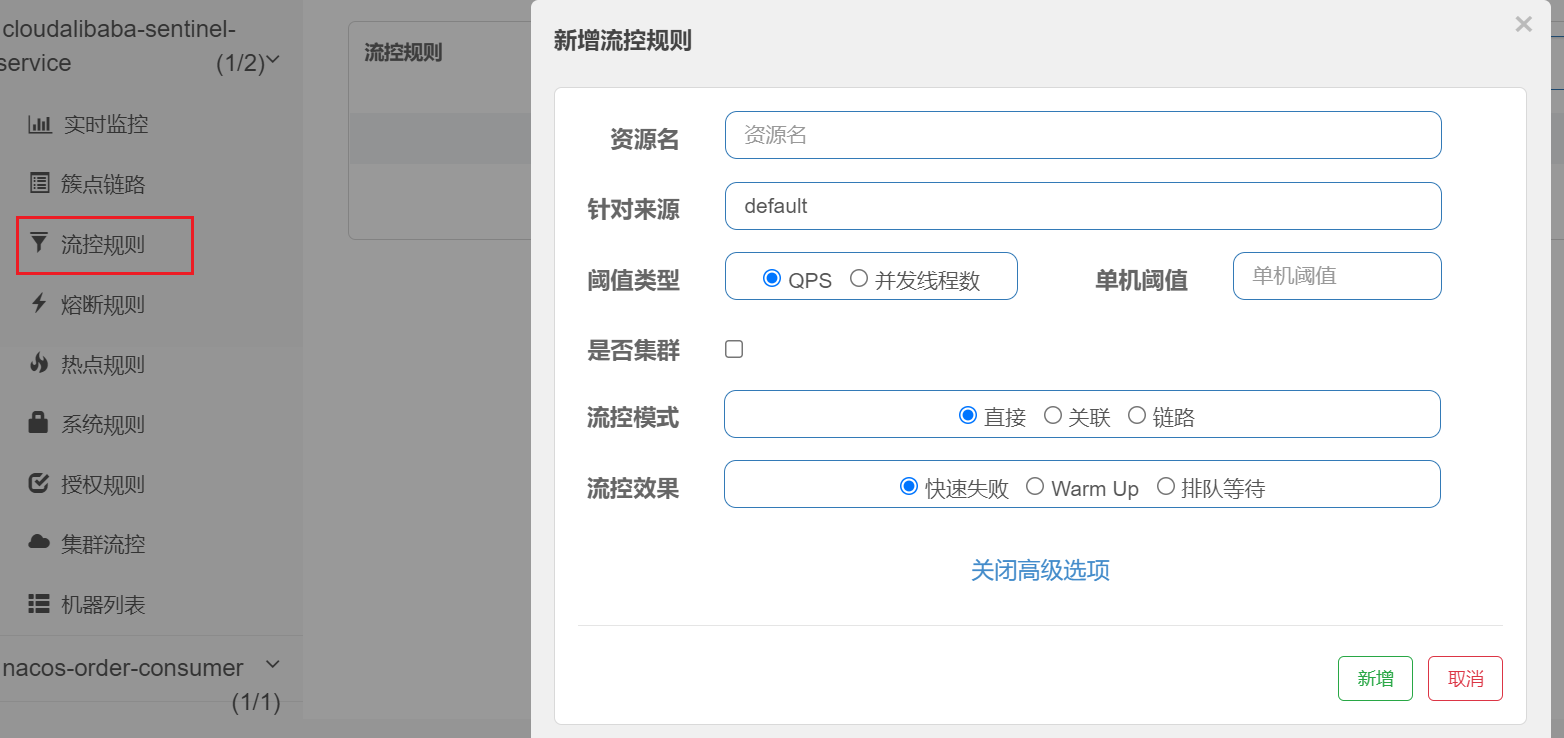 cloudalibaba-sentinel-
service (1/2)
实时监控
簇点链路
流控规则
熔断规则
热点规则
系统规则
授权规则
集群流控
机器列表
nacos-order-consumer
(1/1)
流控规则
新增流控规则
×
资源名 资源名
针对来源 default
阈值类型 QPS 并发线程数 单机阈值 单机阈值
是否集群
流控模式 直接 关联 链路
流控效果 快速失败 Warm Up 排队等待
关闭高级选项
新增 取消